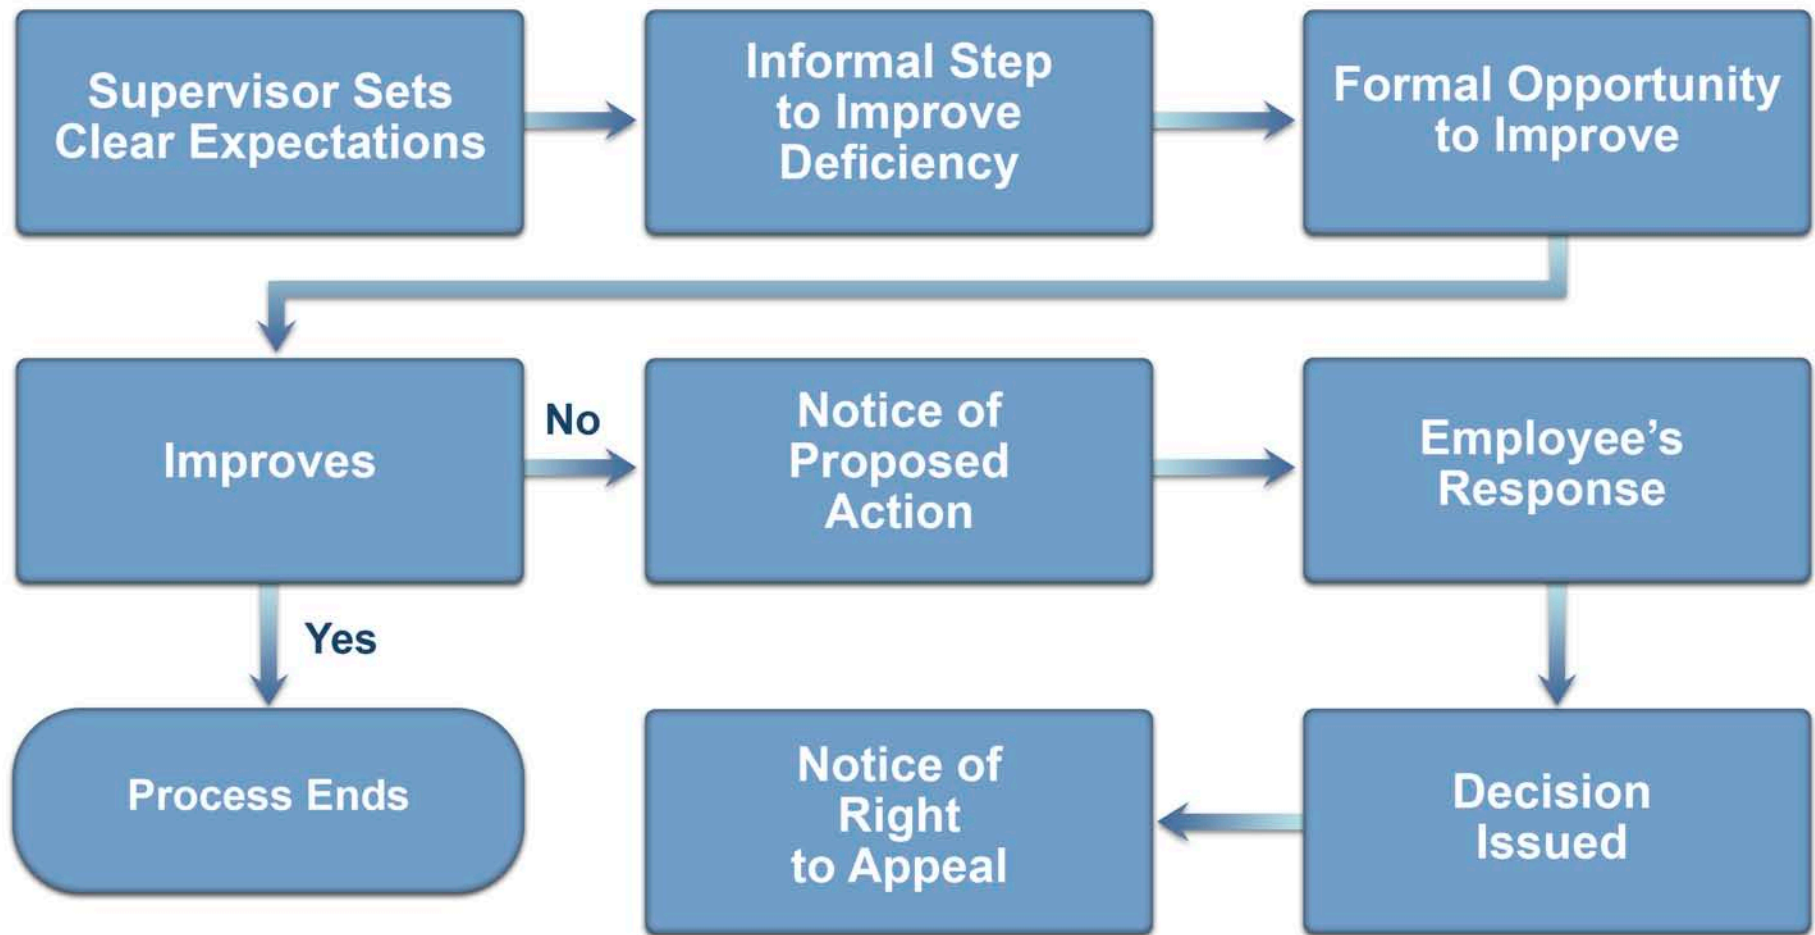 Supervisor Sets
Clear Expectations
Informal Step
to Improve
Deficiency
Formal Opportunity
to Improve
Improves
No
Notice of
Proposed
Action
Employee’s
Response
Yes
Process Ends
Notice of
Right
to Appeal
Decision
Issued